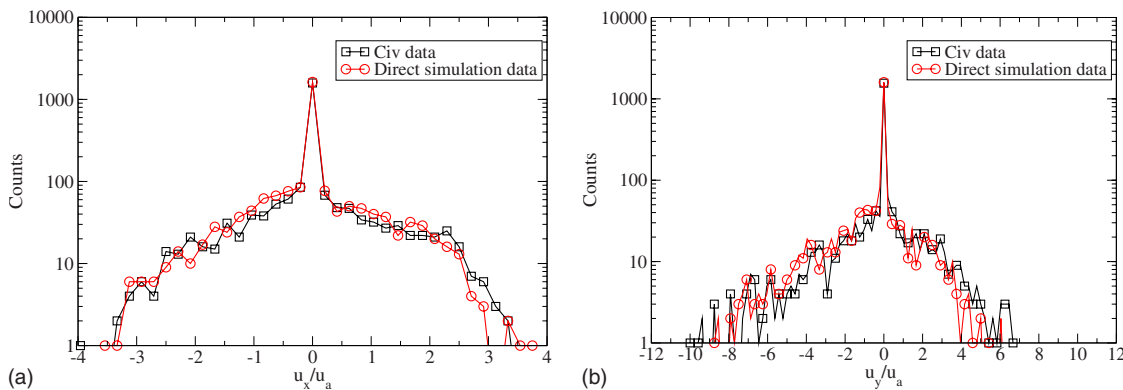 10000
1000
100
10
1
Counts
Civ data
Direct simulation data
-4 -3 -2 -1 0 1 2 3 4
u_x/u_a
(a)
10000
1000
100
10
1
Counts
Civ data
Direct simulation data
-12 -10 -8 -6 -4 -2 0 2 4 6 8 10 12
u_y/u_a
(b)